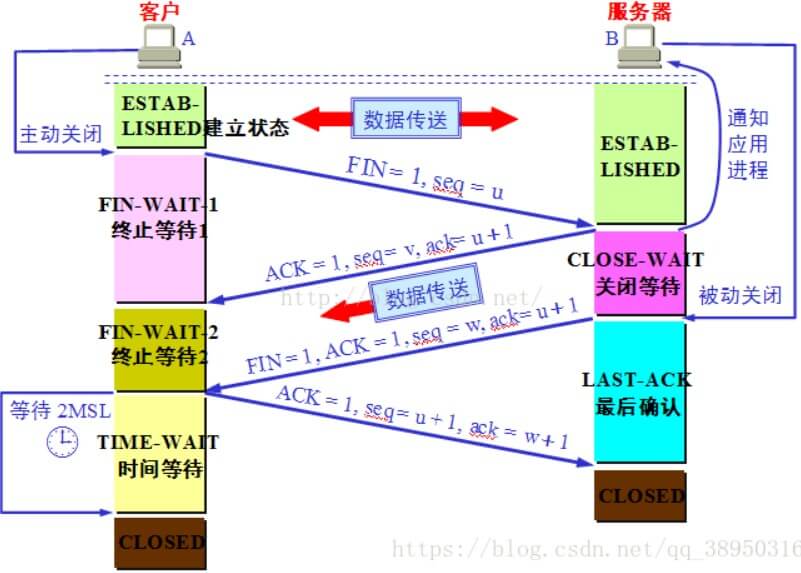 客户
服务器
A
B
ESTAB-
LISHED建立状态
数据传送
主动关闭
ESTAB-
LISHED
通知
应用
进程
FIN = 1, seq = u
FIN-WAIT-1
终止等待1
ACK = 1, seq = v, ack= u + 1
CLOSE-WAIT
关闭等待
数据传送
被动关闭
FIN-WAIT-2
终止等待2
FIN = 1, ACK = 1, seq = w, ack= u + 1
LAST-ACK
最后确认
等待 2MSL
ACK = 1, seq = u + 1, ack = w + 1
TIME-WAIT
时间等待
CLOSED
CLOSED
https://blog.csdn.net/qq_38950316